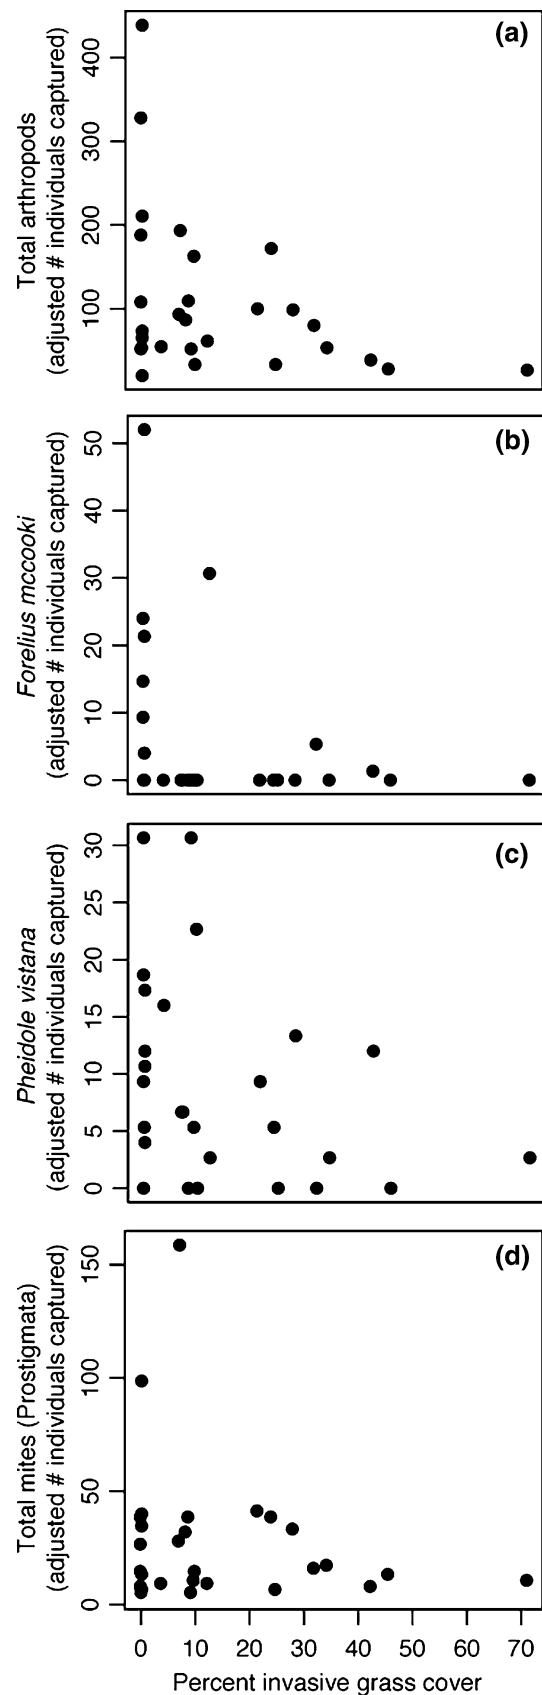 (a)
Total arthropods
(adjusted # individuals captured)
100
200
300
400
(b)
Forelius mccooki
(adjusted # individuals captured)
0
10
20
30
40
50
(c)
Pheidole vistana
(adjusted # individuals captured)
0
5
10
15
20
25
30
(d)
Total mites (Prostigmata)
(adjusted # individuals captured)
0
50
100
150
0 10 20 30 40 50 60 70
Percent invasive grass cover